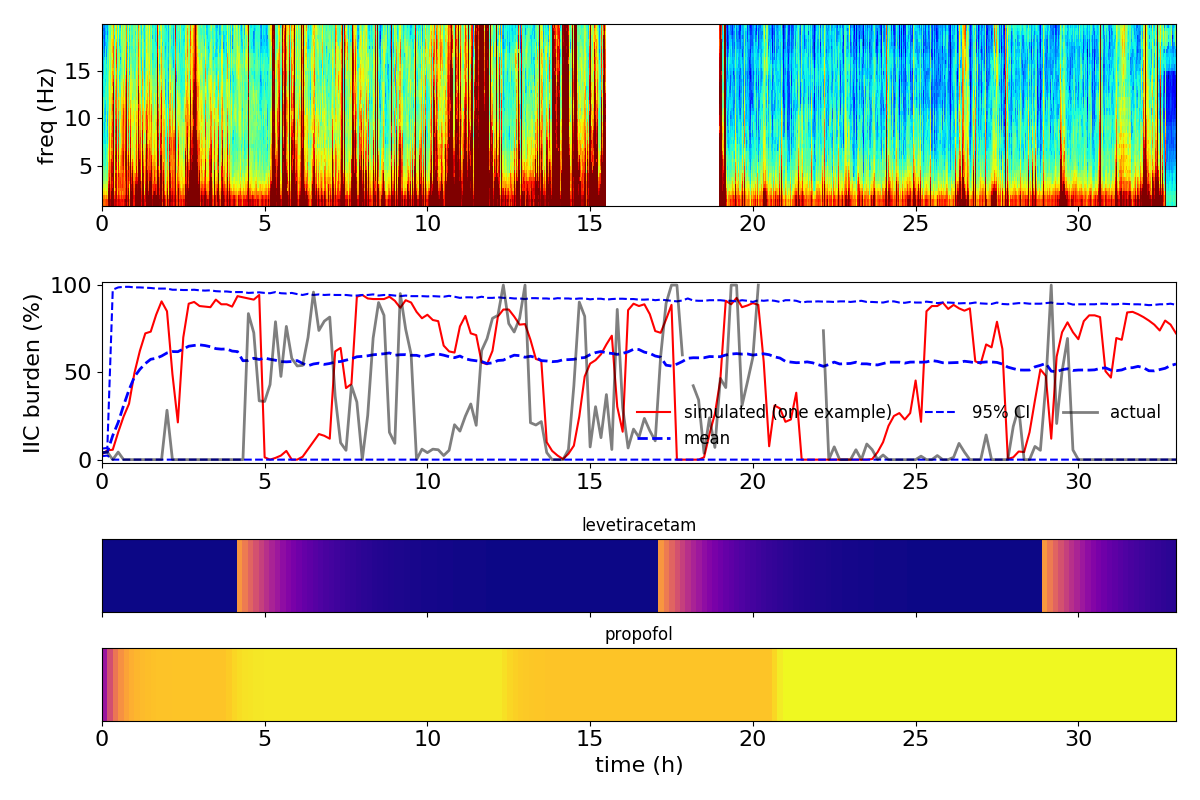 freq (Hz)
15
10
5
0 5 10 15 20 25 30
IIC burden (%)
100
50
0
simulated (one example) 95% CI actual
mean
0 5 10 15 20 25 30
levetiracetam
propofol
0 5 10 15 20 25 30
time (h)